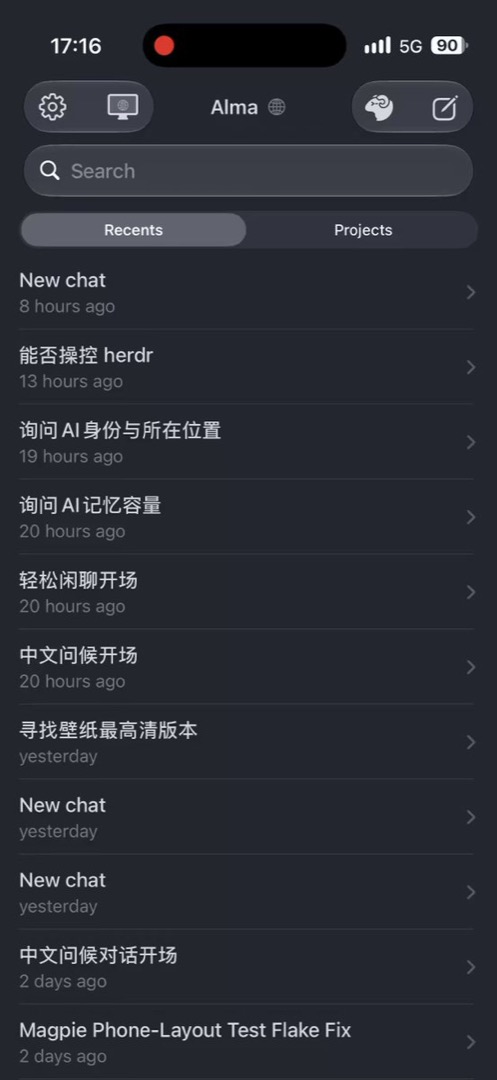 17:16
5G 90
Alma
Search
Recents Projects
New chat
8 hours ago
能否操控 herdr
13 hours ago
询问 AI 身份与所在位置
19 hours ago
询问 AI 记忆容量
20 hours ago
轻松闲聊开场
20 hours ago
中文问候开场
20 hours ago
寻找壁纸最高清版本
yesterday
New chat
yesterday
New chat
yesterday
中文问候对话开场
2 days ago
Magpie Phone-Layout Test Flake Fix
2 days ago